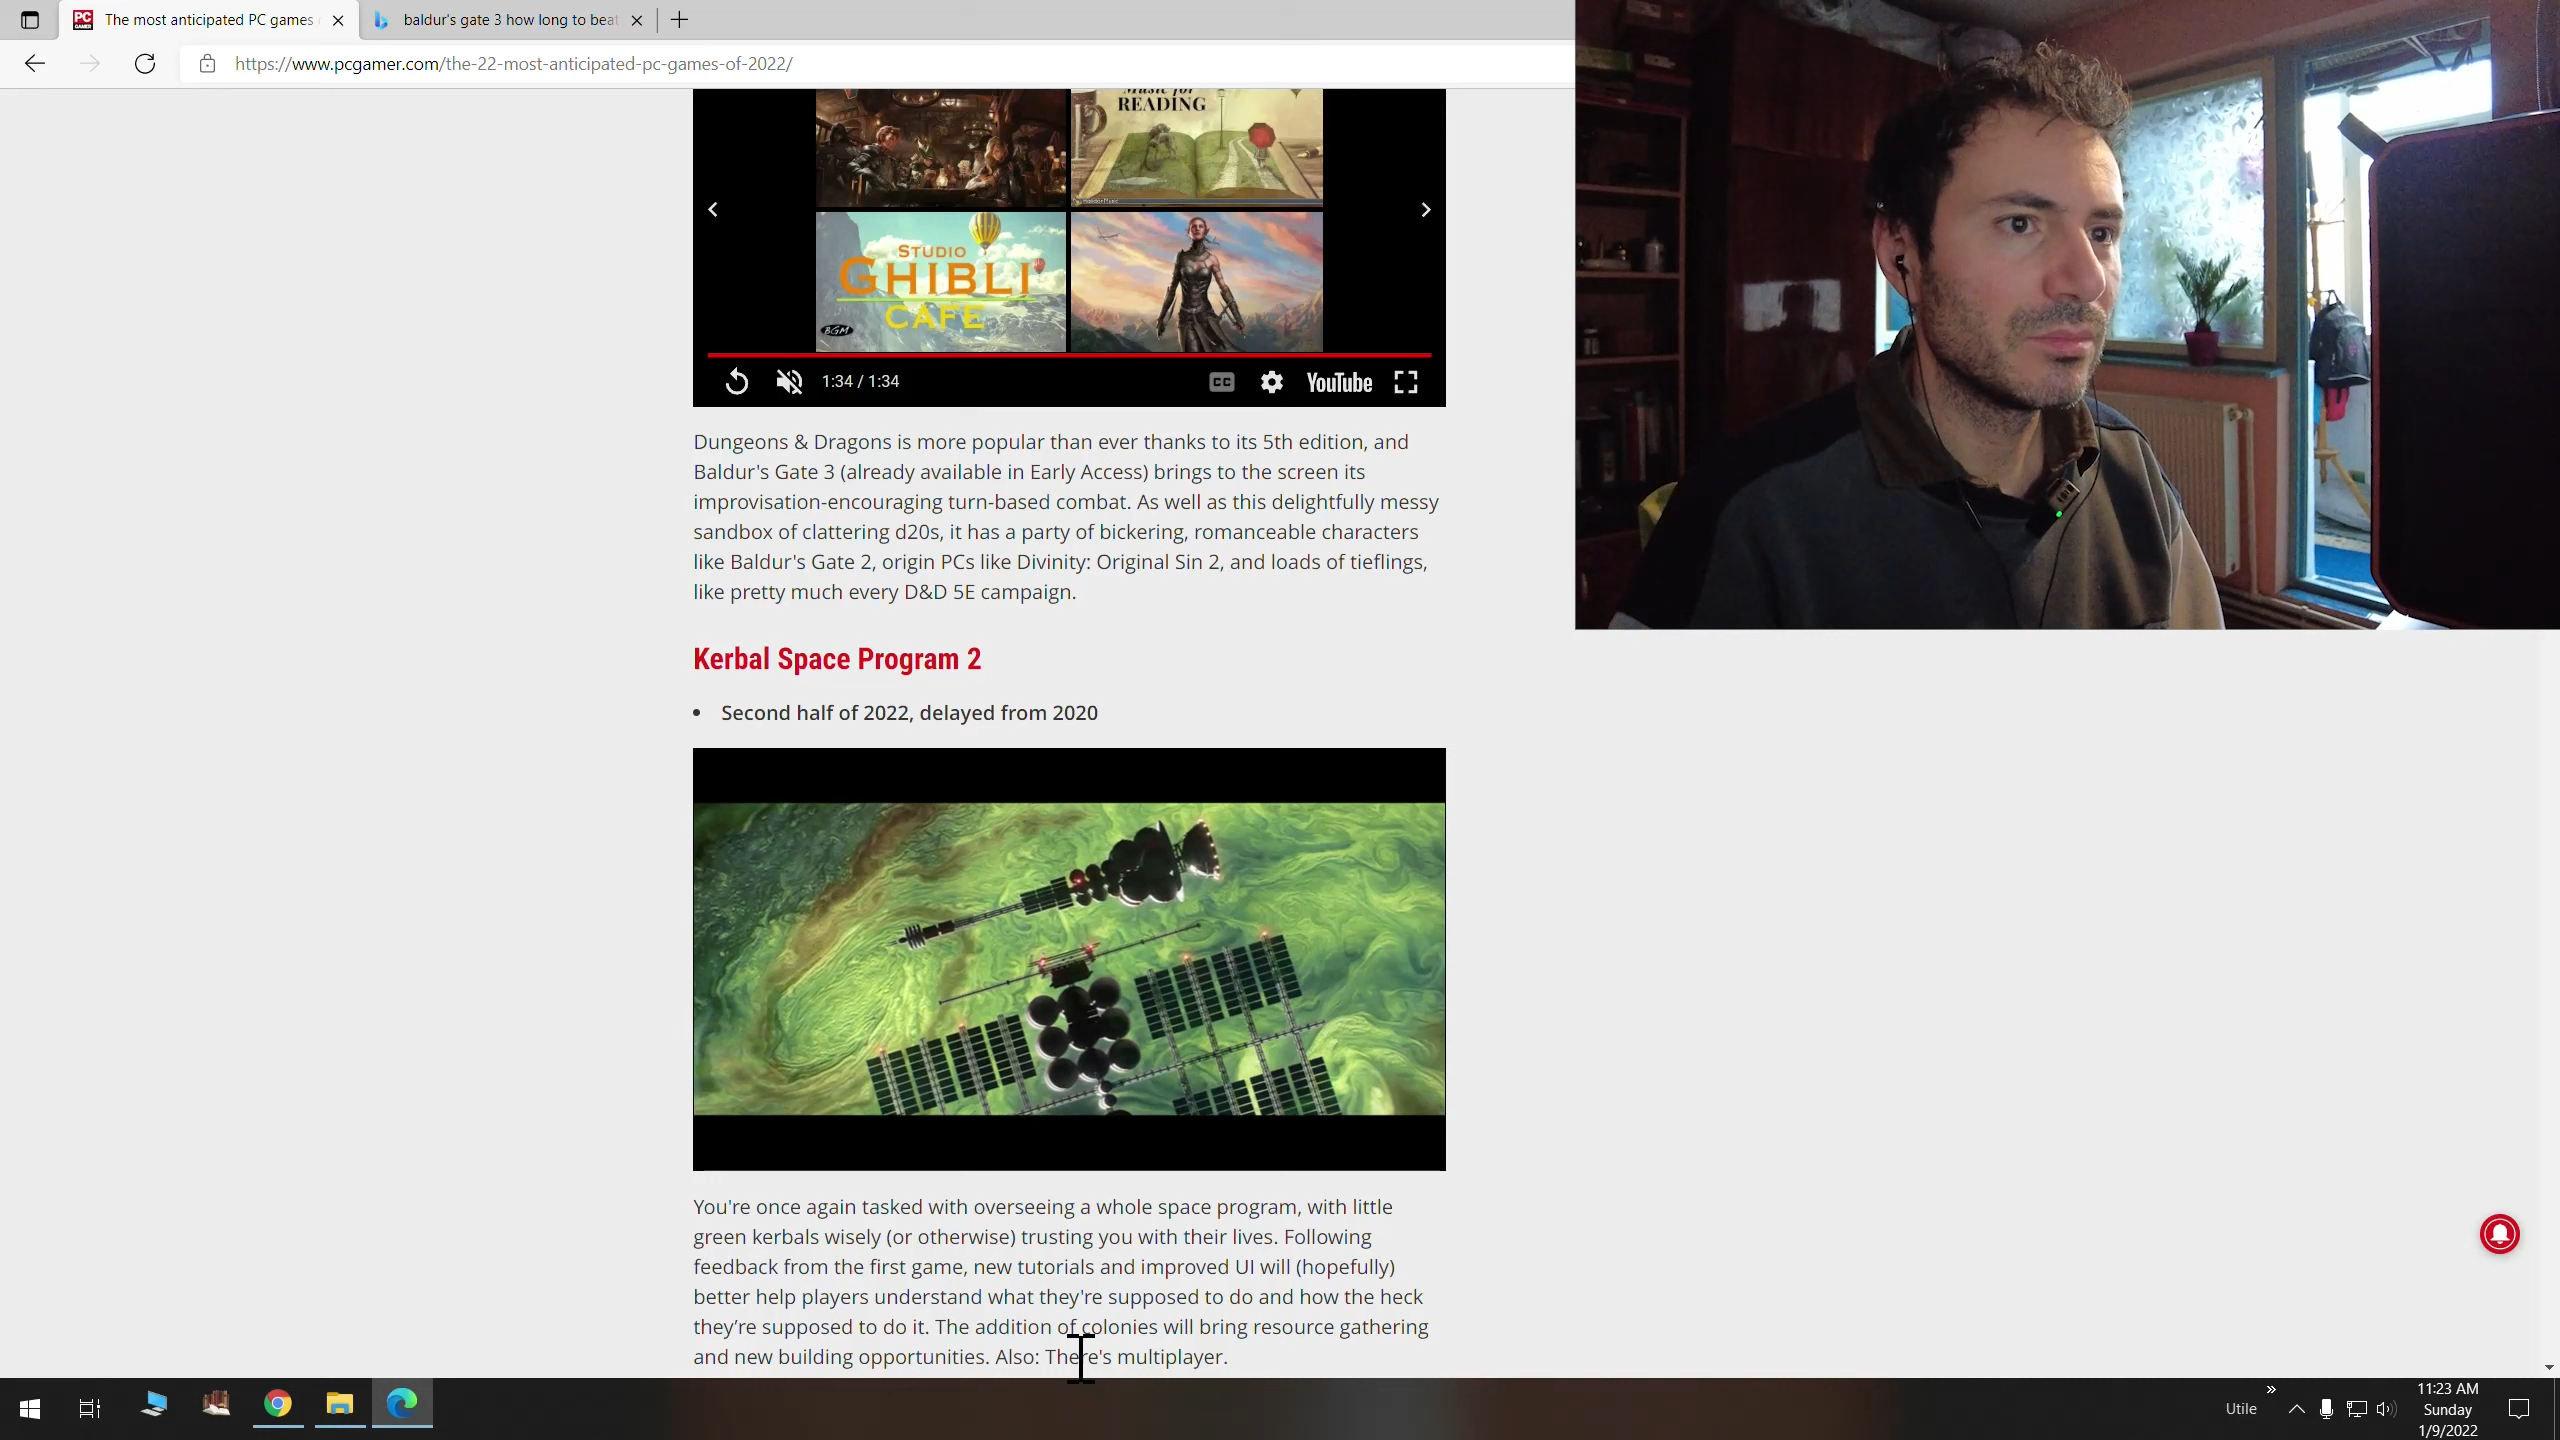 PC GAMER
The most anticipated PC games
baldur's gate 3 how long to beat
https://www.pcgamer.com/the-22-most-anticipated-pc-games-of-2022/
Music for
READING
STUDIO
GHIBLI
CAFE
BGM
1:34 / 1:34
CC
YouTube
Dungeons & Dragons is more popular than ever thanks to its 5th edition, and
Baldur's Gate 3 (already available in Early Access) brings to the screen its
improvisation-encouraging turn-based combat. As well as this delightfully messy
sandbox of clattering d20s, it has a party of bickering, romanceable characters
like Baldur's Gate 2, origin PCs like Divinity: Original Sin 2, and loads of tieflings,
like pretty much every D&D 5E campaign.
Kerbal Space Program 2
• Second half of 2022, delayed from 2020
You're once again tasked with overseeing a whole space program, with little
green kerbals wisely (or otherwise) trusting you with their lives. Following
feedback from the first game, new tutorials and improved UI will (hopefully)
better help players understand what they're supposed to do and how the heck
they’re supposed to do it. The addition of colonies will bring resource gathering
and new building opportunities. Also: There's multiplayer.
Utile
11:23 AM
Sunday
1/9/2022